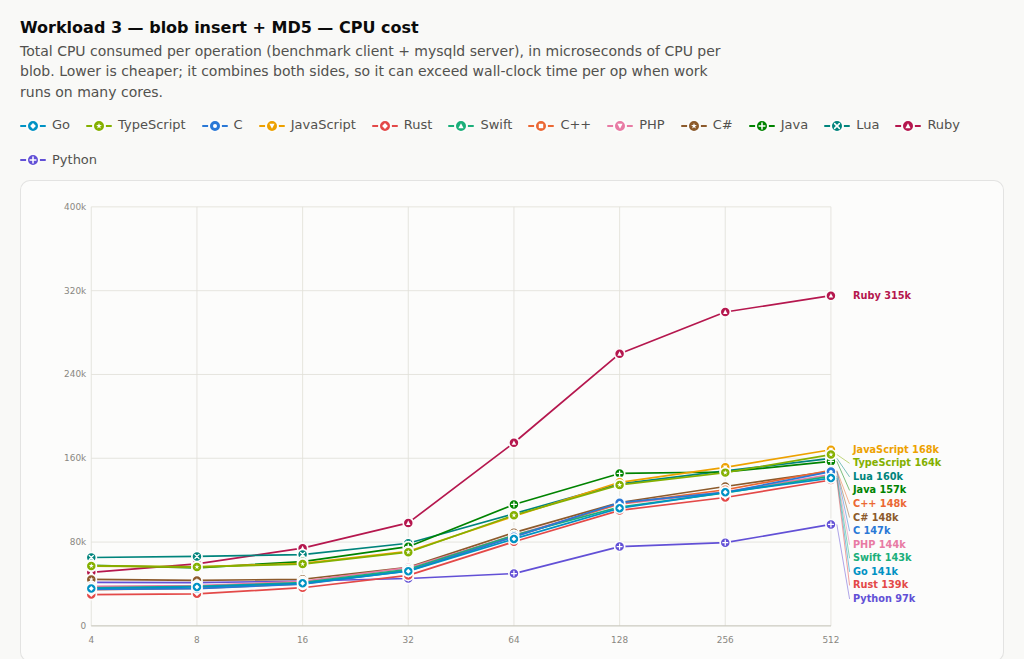 Workload 3 — blob insert + MD5 — CPU cost
Total CPU consumed per operation (benchmark client + mysqld server), in microseconds of CPU per
blob. Lower is cheaper; it combines both sides, so it can exceed wall-clock time per op when work
runs on many cores.
Go TypeScript C JavaScript Rust Swift C++ PHP C# Java Lua Ruby
Python
400k
320k
Ruby 315k
240k
160k
JavaScript 168k
TypeScript 164k
Lua 160k
Java 157k
C++ 148k
C# 148k
C 147k
80k
PHP 144k
Swift 143k
Go 141k
Rust 139k
Python 97k
0
4 8 16 32 64 128 256 512